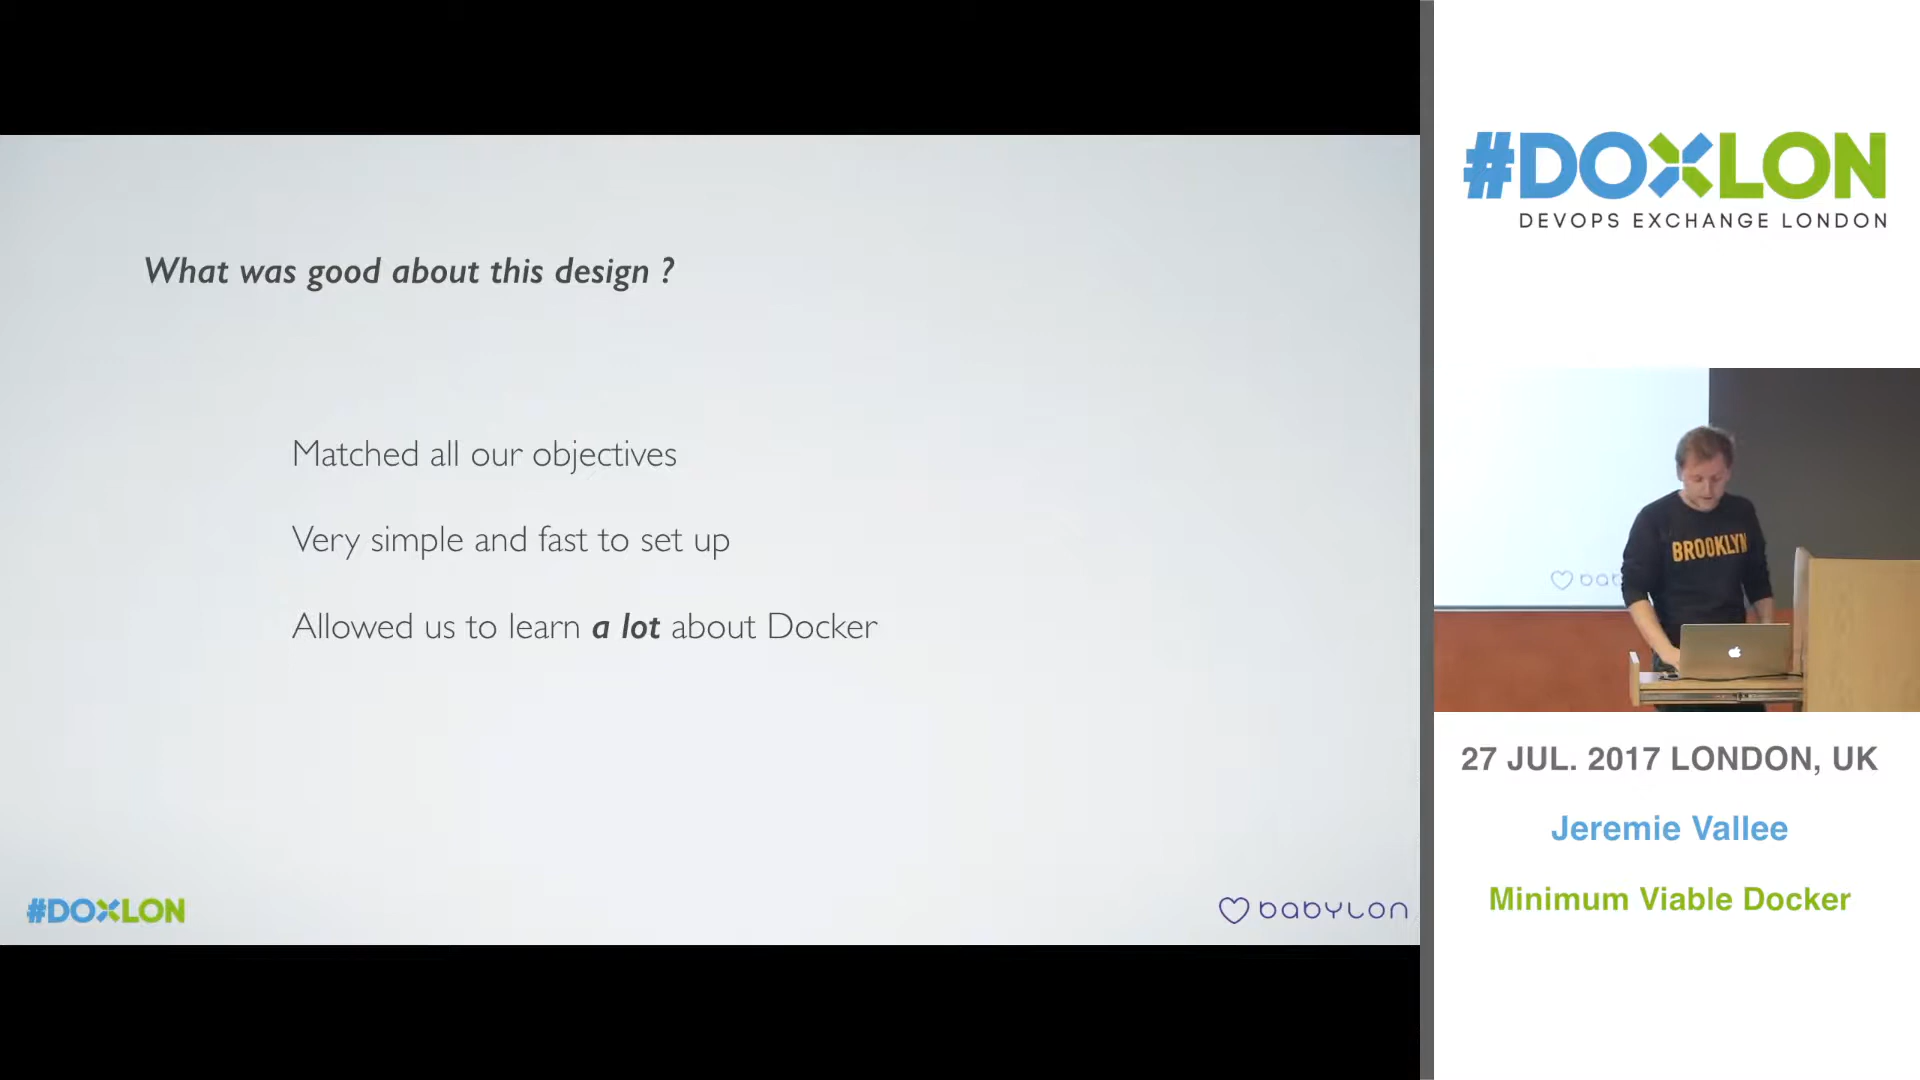 What was good about this design ?
Matched all our objectives
Very simple and fast to set up
Allowed us to learn a lot about Docker
#DOXLON
babylon
#DOXLON
DEVOPS EXCHANGE LONDON
BROOKLYN
bab
27 JUL. 2017 LONDON, UK
Jeremie Vallee
Minimum Viable Docker